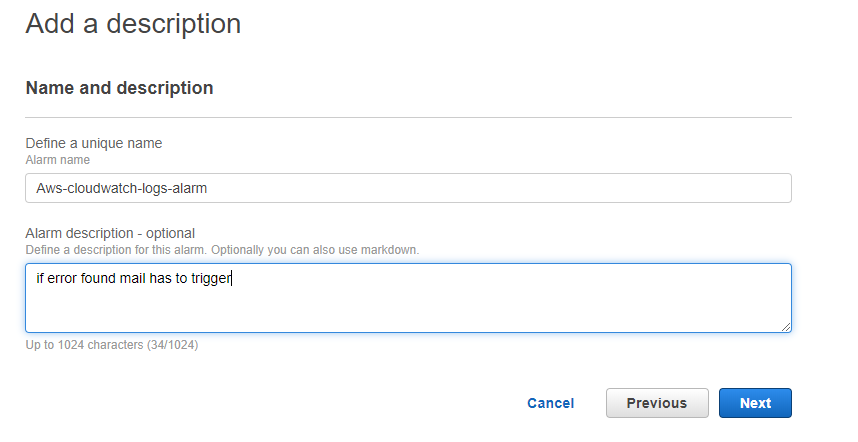 Add a description
Name and description
Define a unique name
Alarm name
Aws-cloudwatch-logs-alarm
Alarm description - optional
Define a description for this alarm. Optionally you can also use markdown.
if error found mail has to trigger
Up to 1024 characters (34/1024)
Cancel Previous Next